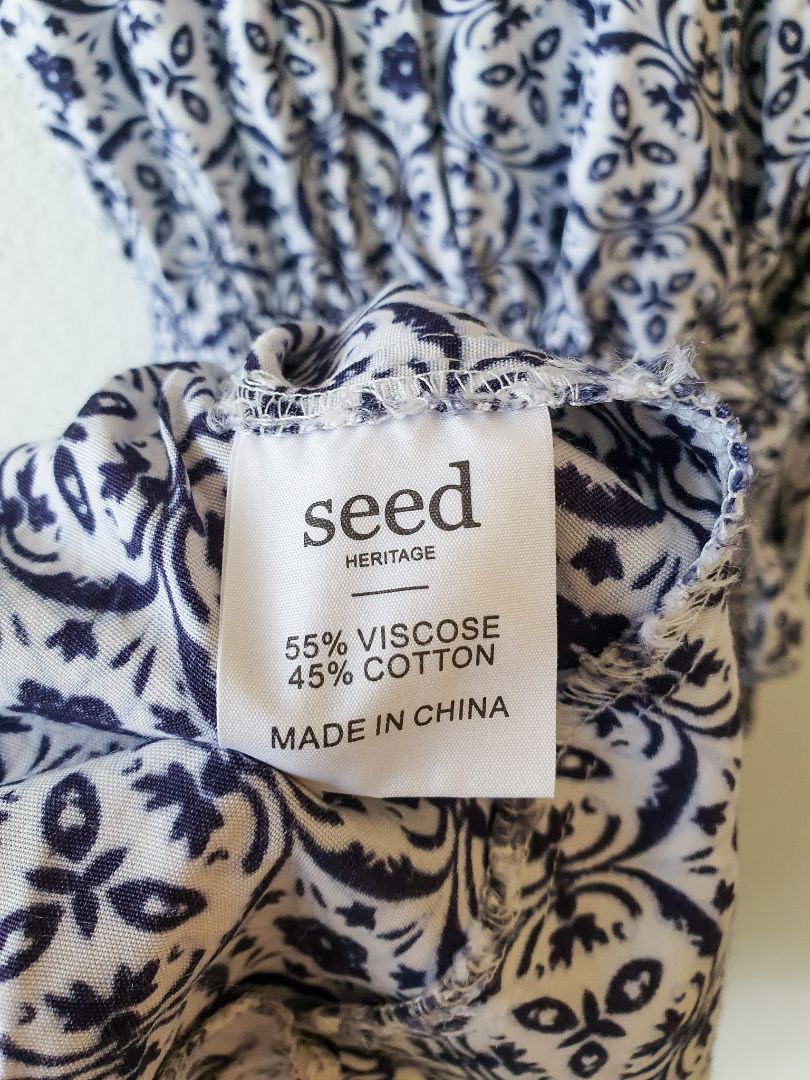 seed
HERITAGE
55% VISCOSE
45% COTTON
MADE IN CHINA